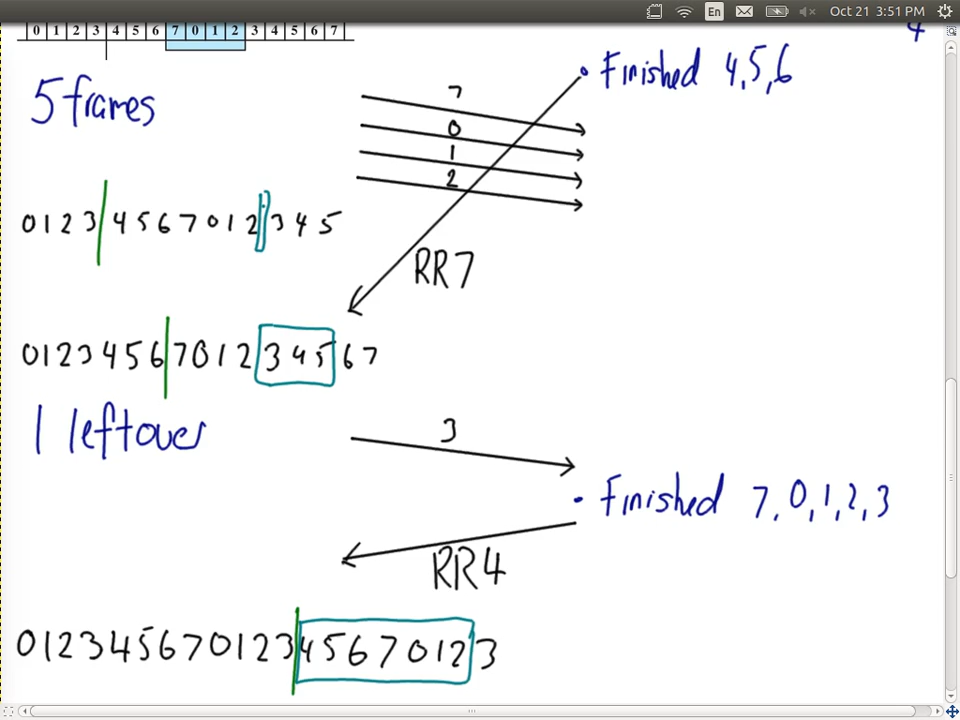 En Oct 21 3:51 PM
0 1 2 3 4 5 6 7 0 1 2 3 4 5 6 7
4
Finished 4,5,6
5 frames
7
0
1
2
0 1 2 3 4 5 6 7 0 1 2 3 4 5
RR7
0 1 2 3 4 5 6 7 0 1 2 3 4 5 6 7
1 leftover
3
Finished 7,0,1,2,3
RR4
0 1 2 3 4 5 6 7 0 1 2 3 4 5 6 7 0 1 2 3